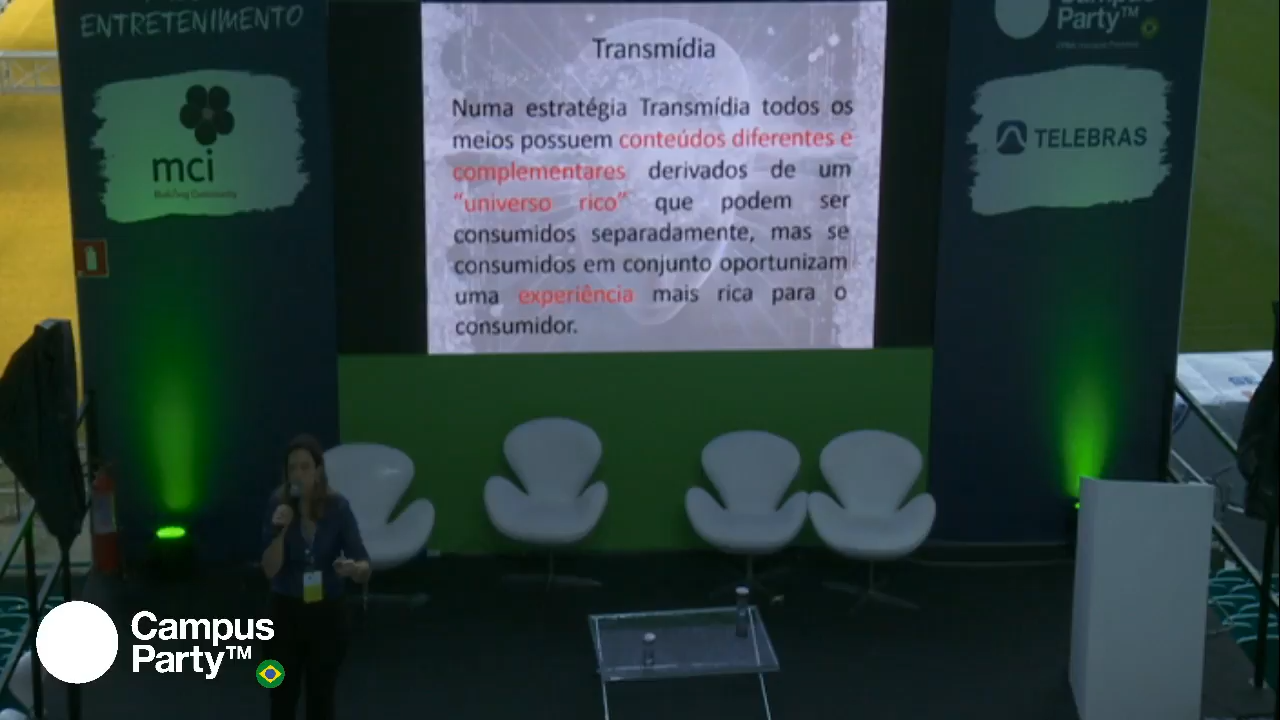 ENTRETENIMENTO
mci
Building Community
Transmídia
Numa estratégia Transmídia todos os
meios possuem conteúdos diferentes e
complementares derivados de um
“universo rico” que podem ser
consumidos separadamente, mas se
consumidos em conjunto oportunizam
uma experiência mais rica para o
consumidor.
Campus
Party™
TELEBRAS
Campus
Party™